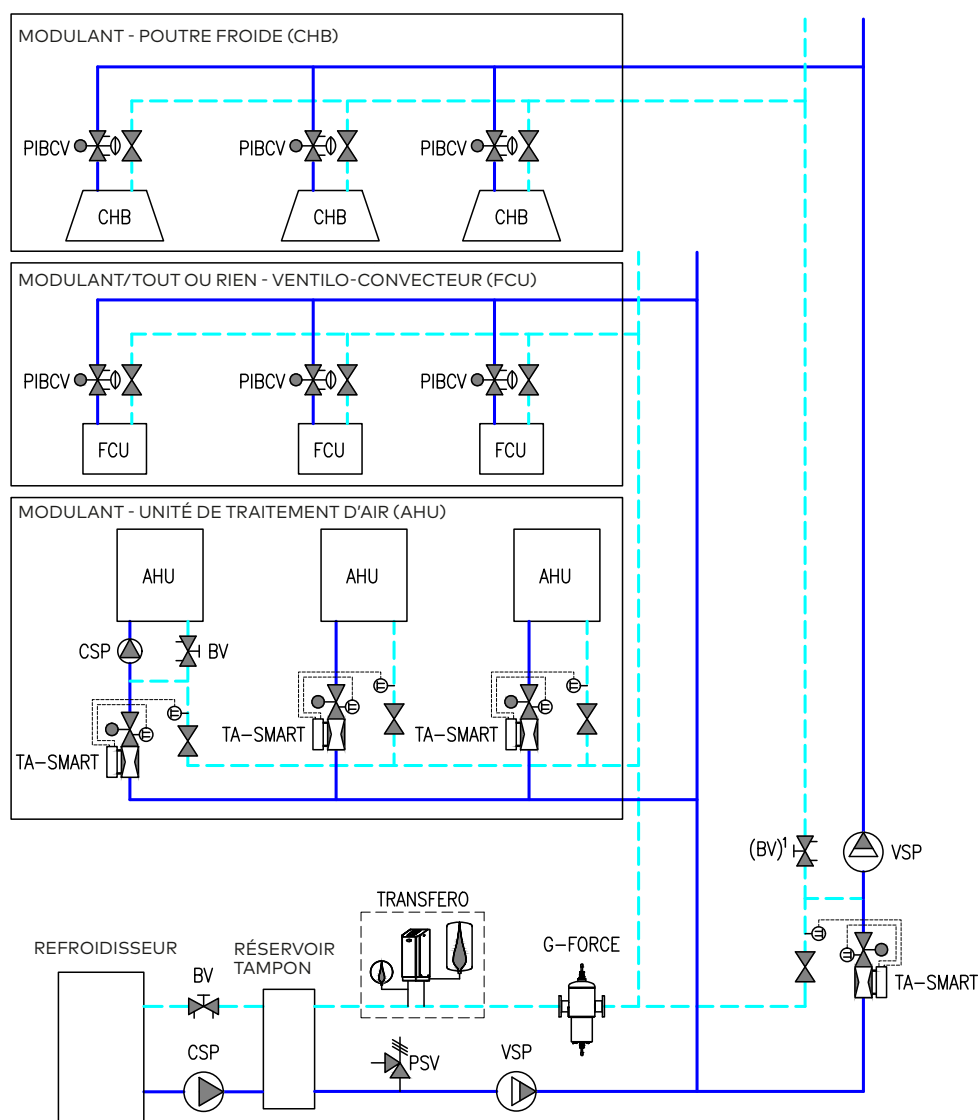 MODULANT - POUTRE FROIDE (CHB)
PIBCV
PIBCV
PIBCV
CHB
CHB
CHB
MODULANT/TOUT OU RIEN - VENTILO-CONVECTEUR (FCU)
PIBCV
PIBCV
PIBCV
FCU
FCU
FCU
MODULANT - UNITÉ DE TRAITEMENT D'AIR (AHU)
AHU
AHU
AHU
CSP
BV
TA-SMART
TA-SMART
TA-SMART
(BV)¹
VSP
TA-SMART
TRANSFERO
G-FORCE
REFROIDISSEUR
RÉSERVOIR
TAMPON
BV
CSP
PSV
VSP